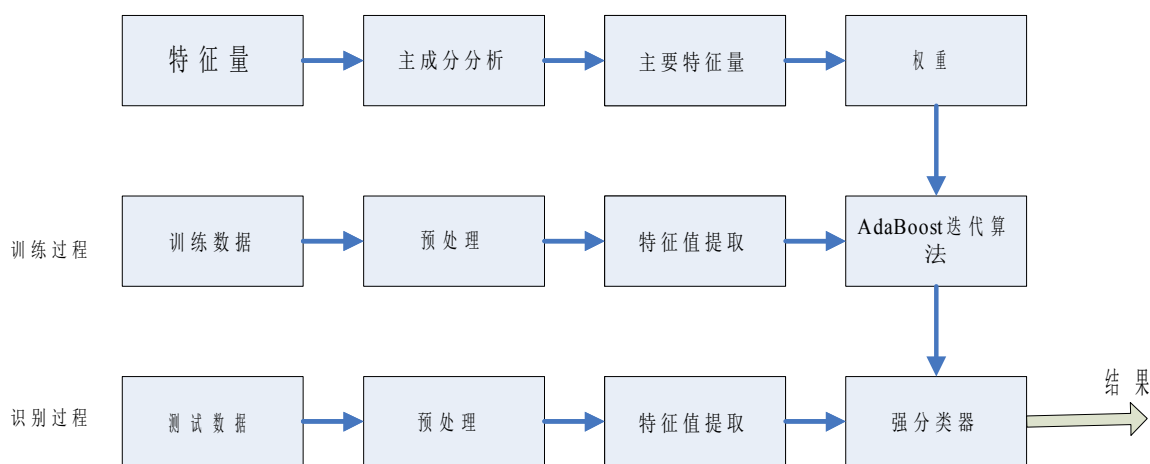 特征量
主成分分析
主要特征量
权重
训练过程
训练数据
预处理
特征值提取
AdaBoost迭代算
法
识别过程
测试数据
预处理
特征值提取
强分类器
结果